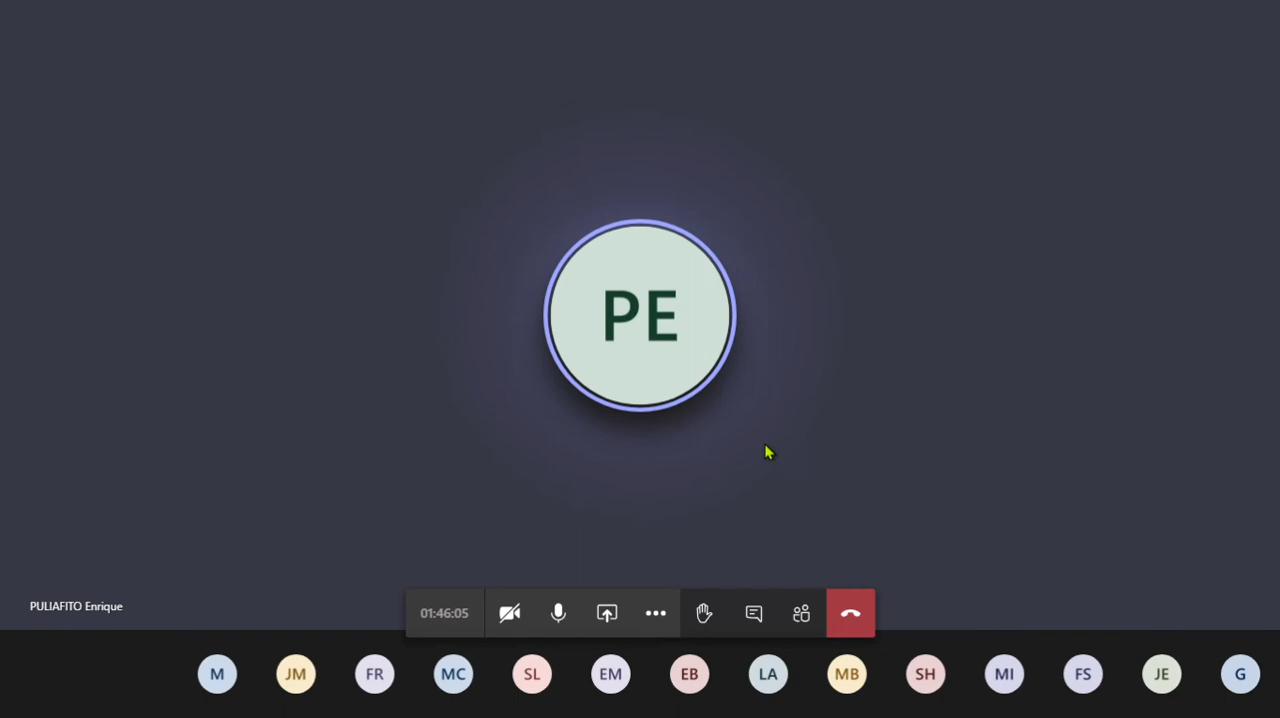 PE
PULIAFITO Enrique
01:46:05
M JM FR MC SL EM EB LA MB SH MI FS JE G